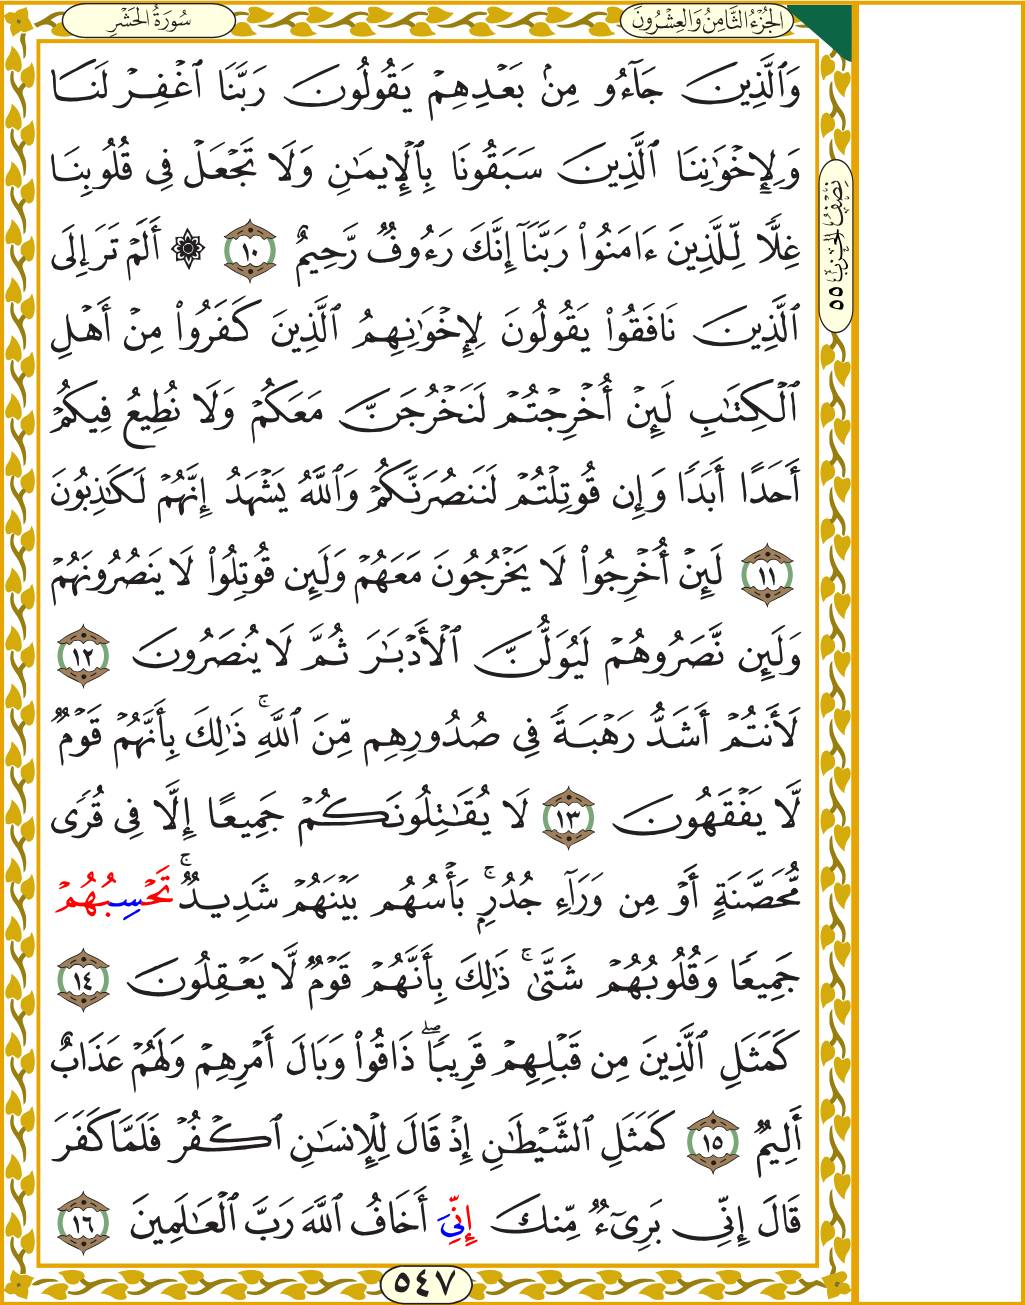 الجُزْءُ الثَّامِنُ وَالعِشْرُونَ
سُورَةُ الحَشْرِ
وَٱلَّذِينَ جَآءُو مِنۢ بَعْدِهِمْ يَقُولُونَ رَبَّنَا ٱغْفِرْ لَنَا
وَلِإِخْوَٰنِنَا ٱلَّذِينَ سَبَقُونَا بِٱلْإِيمَٰنِ وَلَا تَجْعَلْ فِى قُلُوبِنَا
غِلًّا لِّلَّذِينَ ءَامَنُوا۟ رَبَّنَآ إِنَّكَ رَءُوفٌ رَّحِيمٌ ١٠ ۞ أَلَمْ تَرَ إِلَى
ٱلَّذِينَ نَافَقُوا۟ يَقُولُونَ لِإِخْوَٰنِهِمُ ٱلَّذِينَ كَفَرُوا۟ مِنْ أَهْلِ
ٱلْكِتَٰبِ لَئِنْ أُخْرِجْتُمْ لَنَخْرُجَنَّ مَعَكُمْ وَلَا نُطِيعُ فِيكُمْ
أَحَدًا أَبَدًا وَإِن قُوتِلْتُمْ لَنَنصُرَنَّكُمْ وَٱللَّهُ يَشْهَدُ إِنَّهُمْ لَكَٰذِبُونَ
١١ لَئِنْ أُخْرِجُوا۟ لَا يَخْرُجُونَ مَعَهُمْ وَلَئِن قُوتِلُوا۟ لَا يَنصُرُونَهُمْ
وَلَئِن نَّصَرُوهُمْ لَيُوَلُّنَّ ٱلْأَدْبَٰرَ ثُمَّ لَا يُنصَرُونَ ١٢
لَأَنتُمْ أَشَدُّ رَهْبَةً فِى صُدُورِهِم مِّنَ ٱللَّهِ ۚ ذَٰلِكَ بِأَنَّهُمْ قَوْمٌ
لَّا يَفْقَهُونَ ١٣ لَا يُقَٰتِلُونَكُمْ جَمِيعًا إِلَّا فِى قُرًى
مُّحَصَّنَةٍ أَوْ مِن وَرَآءِ جُدُرٍۭ ۚ بَأْسُهُم بَيْنَهُمْ شَدِيدٌ ۚ تَحْسِبُهُمْ
جَمِيعًا وَقُلُوبُهُمْ شَتَّىٰ ۚ ذَٰلِكَ بِأَنَّهُمْ قَوْمٌ لَّا يَعْقِلُونَ ١٤
كَمَثَلِ ٱلَّذِينَ مِن قَبْلِهِمْ قَرِيبًا ۖ ذَاقُوا۟ وَبَالَ أَمْرِهِمْ وَلَهُمْ عَذَابٌ
أَلِيمٌ ١٥ كَمَثَلِ ٱلشَّيْطَٰنِ إِذْ قَالَ لِلْإِنسَٰنِ ٱكْفُرْ فَلَمَّا كَفَرَ
قَالَ إِنِّى بَرِىٓءٌ مِّنكَ إِنِّىَ أَخَافُ ٱللَّهَ رَبَّ ٱلْعَٰلَمِينَ ١٦
نِصْفُ الحِزْبِ ٥٥
٥٤٧